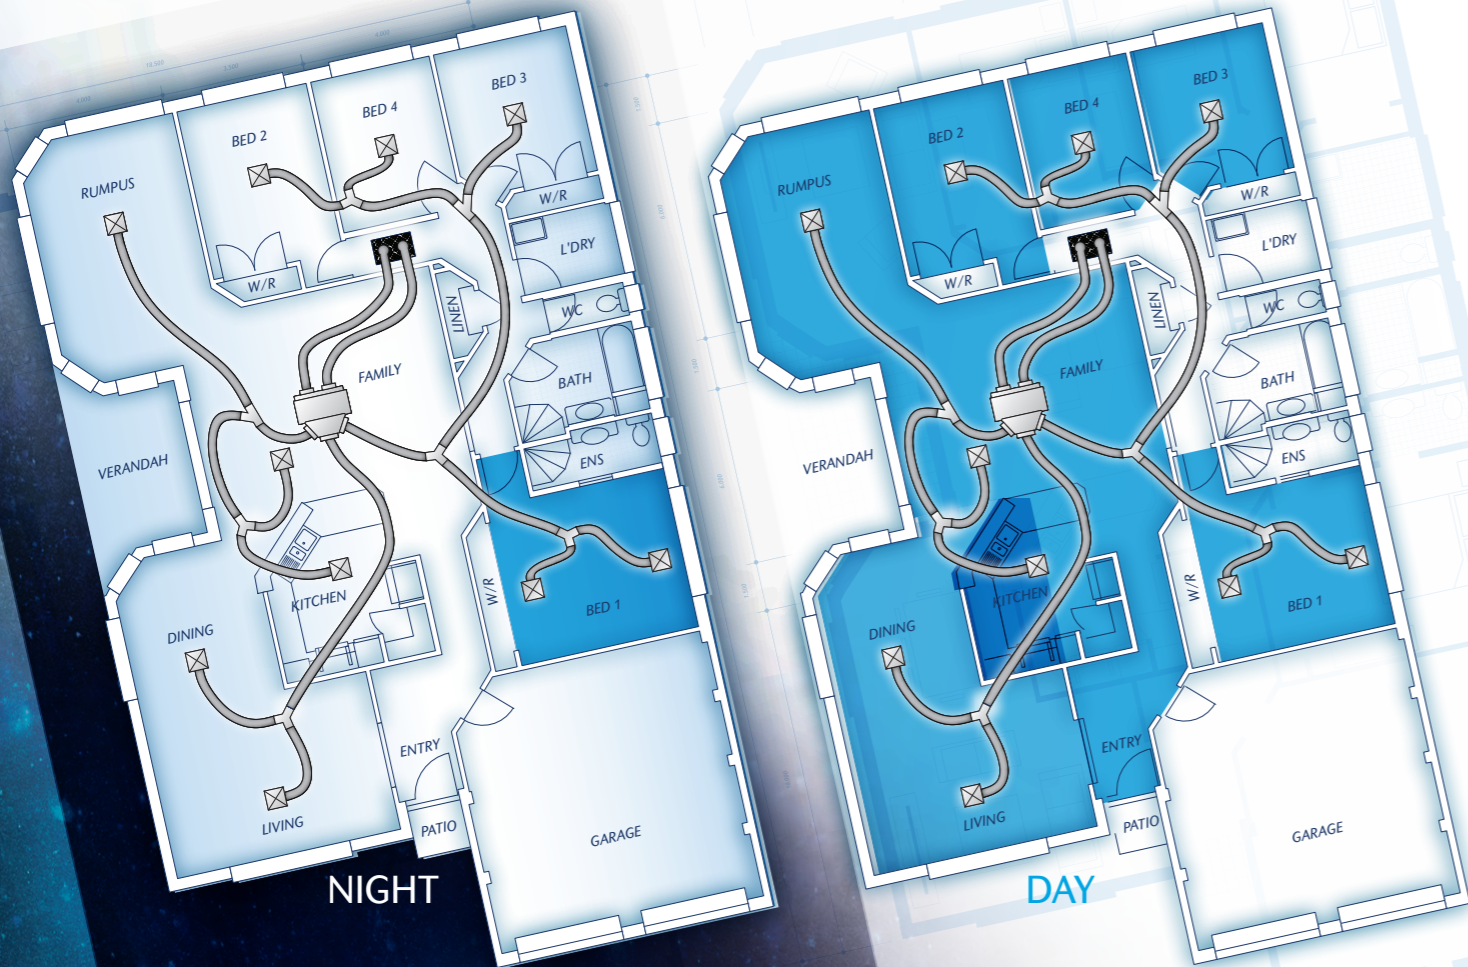 BED 3
BED 4
BED 2
RUMPUS
W/R
L'DRY
W/R
LINEN
WC
FAMILY
BATH
VERANDAH
ENS
W/R
KITCHEN
BED 1
DINING
ENTRY
LIVING
PATIO
GARAGE
NIGHT
BED 3
BED 4
BED 2
RUMPUS
W/R
L'DRY
W/R
LINEN
WC
FAMILY
BATH
VERANDAH
ENS
W/R
KITCHEN
BED 1
DINING
ENTRY
LIVING
PATIO
GARAGE
DAY